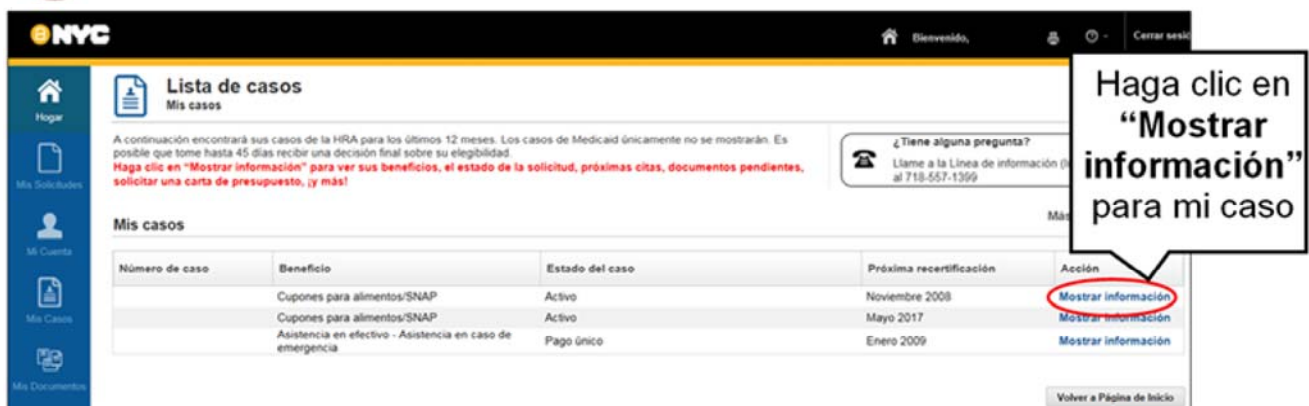 NYC
Bienvenido,
Cerrar
Hogar
Lista de casos
Mis casos
A continuación encontrará sus casos de la HRA para los últimos 12 meses. Los casos de Medicaid únicamente no se mostrarán. Es
posible que tome hasta 45 días recibir una decisión final sobre su elegibilidad.
Haga clic en "Mostrar información" para ver sus beneficios, el estado de la solicitud, próximas citas, documentos pendientes,
solicitar una carta de presupuesto, ¡y más!
¿Tiene alguna pregunta?
Llame a la Línea de información
al 718-557-1399
Haga clic en
“Mostrar
información”
para mi caso
Mis Solicitudes
Mi Cuenta
Mis Casos
Mis Documentos
Mis casos
Número de caso Beneficio Estado del caso Próxima recertificación Acción
Cupones para alimentos/SNAP Activo Noviembre 2008 Mostrar información
Cupones para alimentos/SNAP Activo Mayo 2017 Mostrar información
Asistencia en efectivo - Asistencia en caso de
emergencia Pago único Enero 2009 Mostrar información
Volver a Página de Inicio